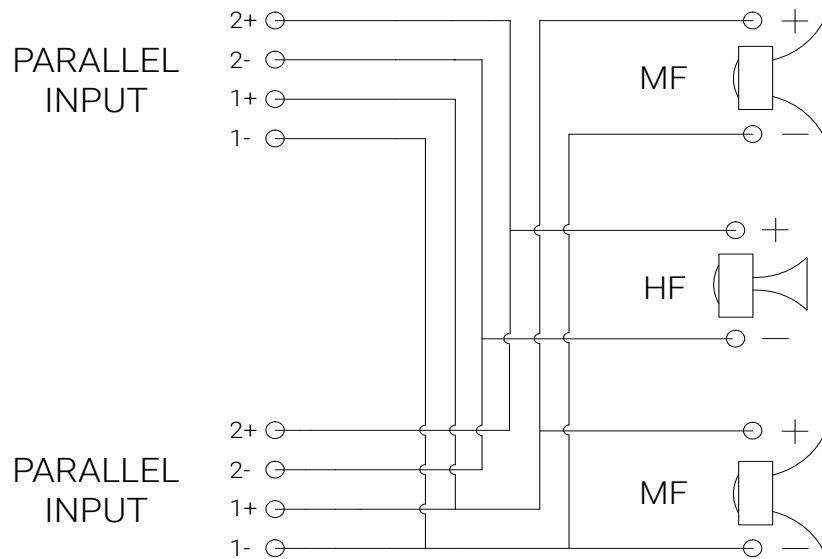 PARALLEL
INPUT
2+
2-
1+
1-
MF
+
−
HF
+
−
PARALLEL
INPUT
2+
2-
1+
1-
MF
+
−